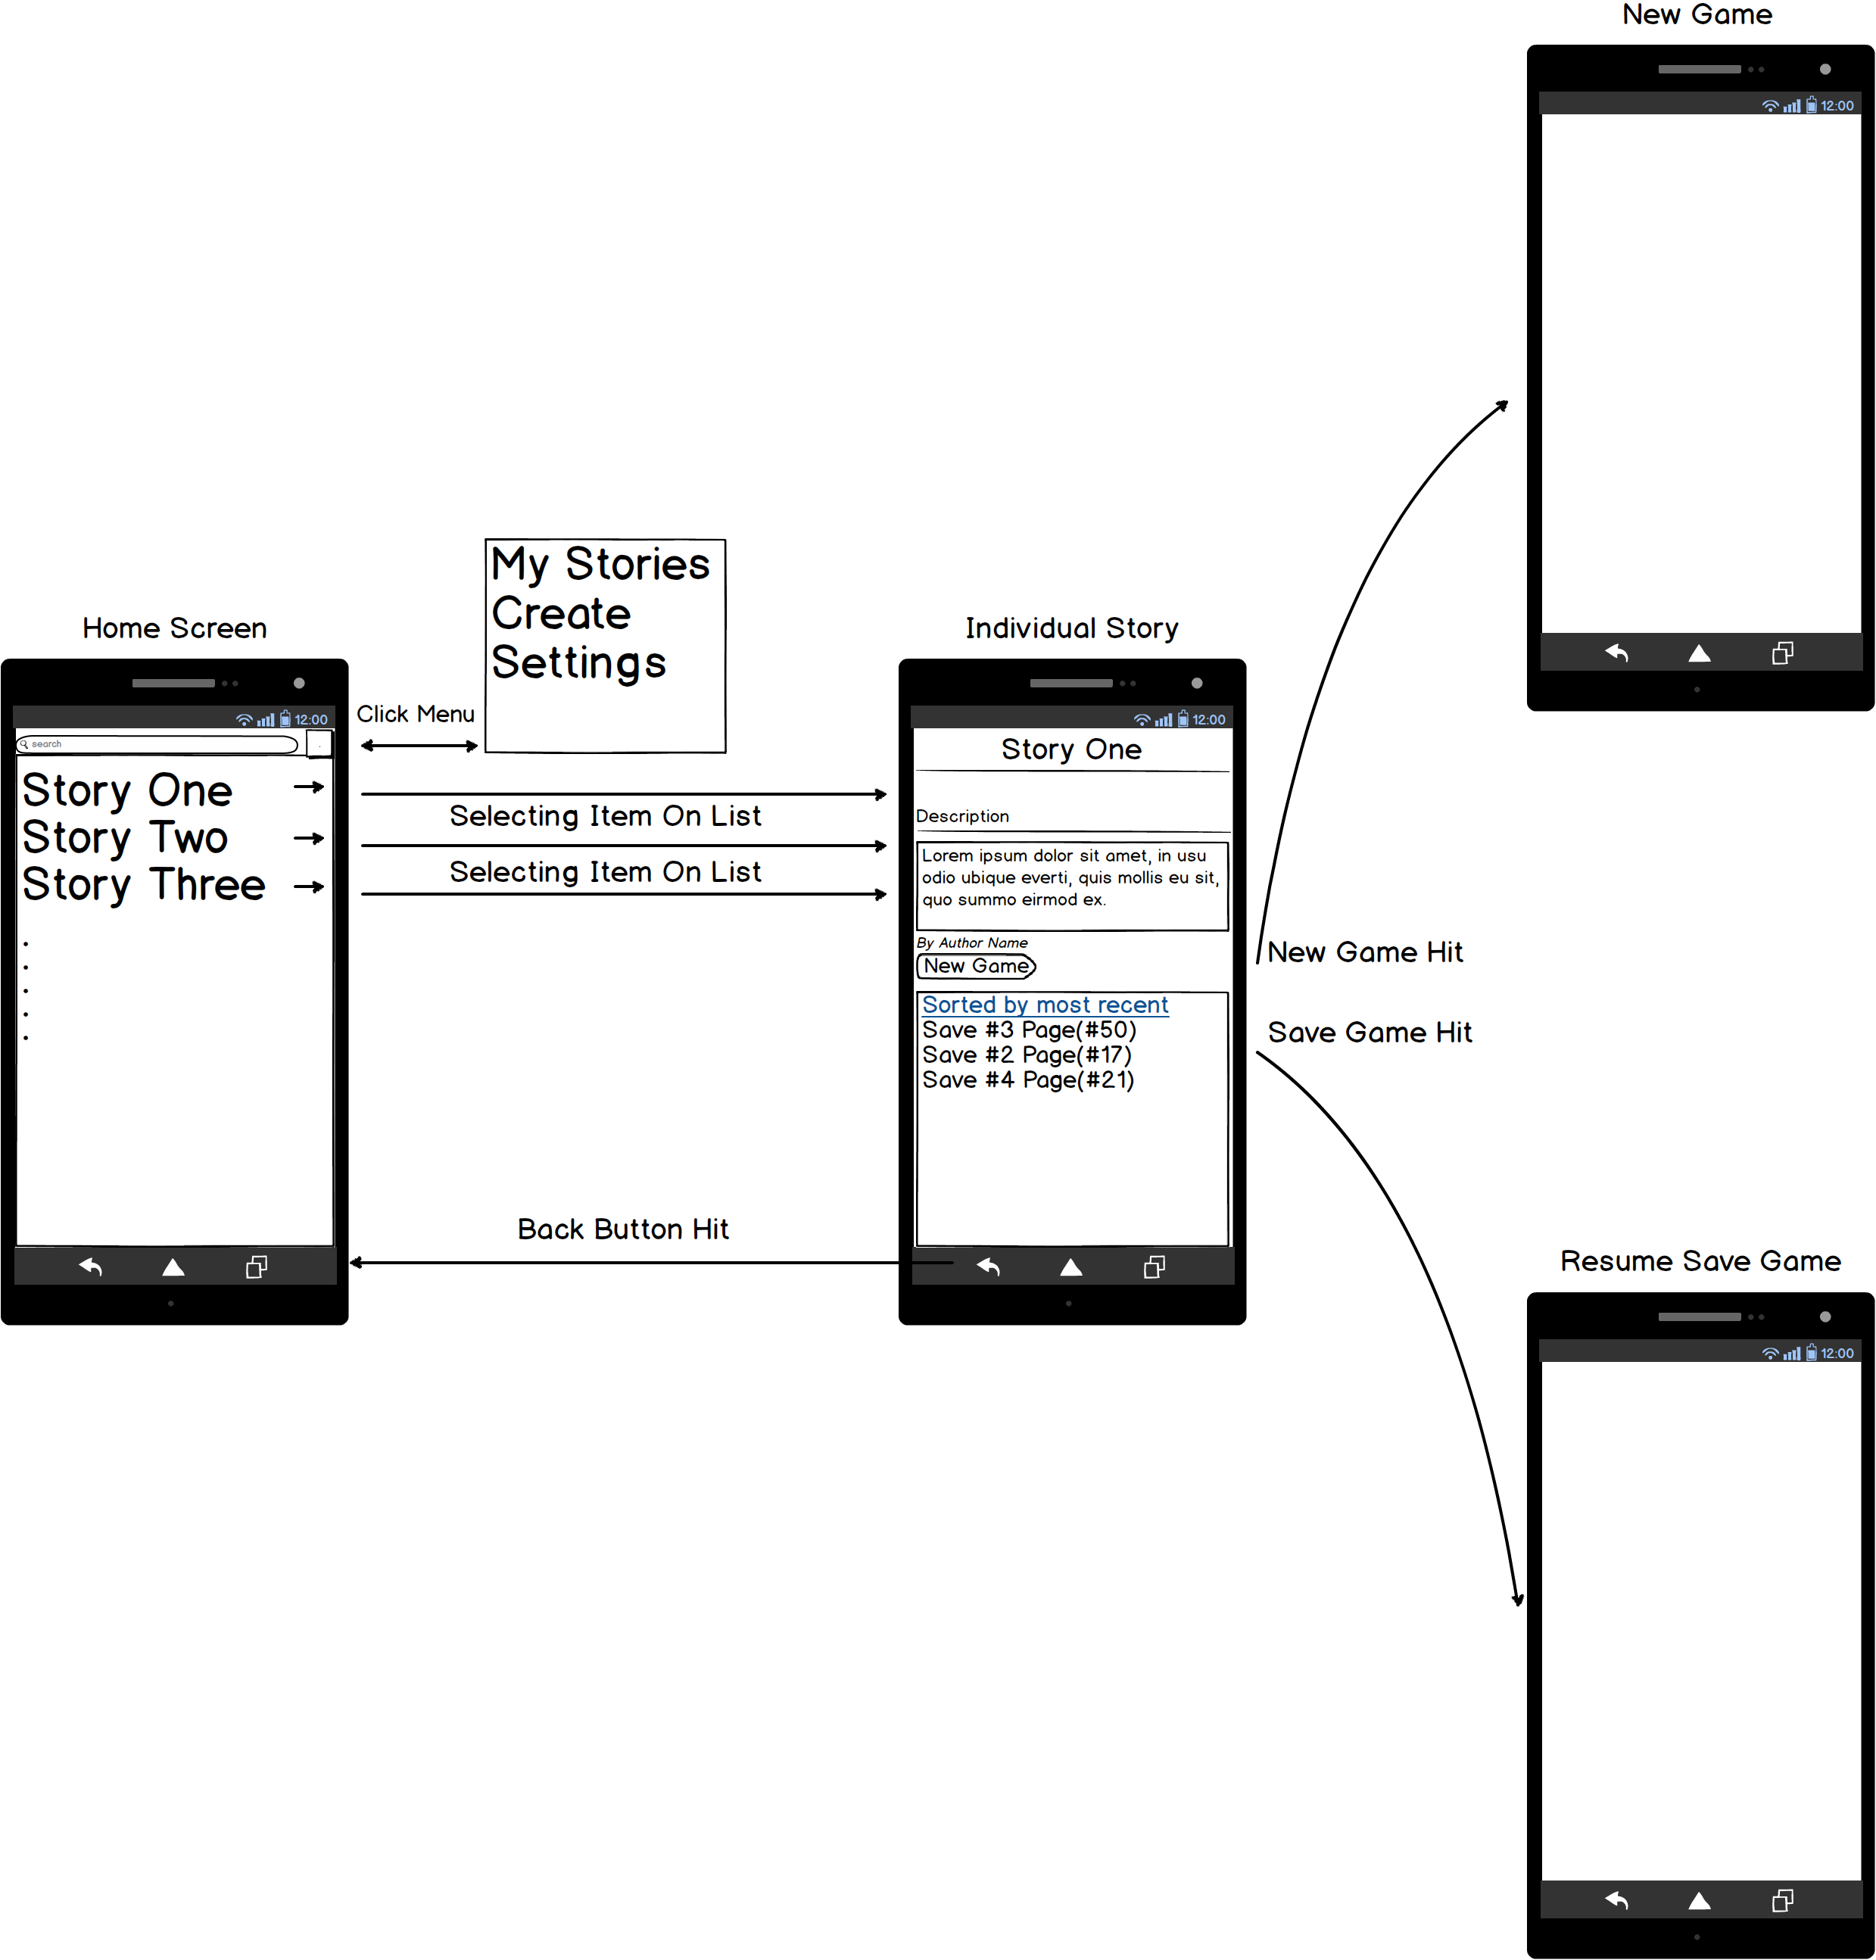 New Game
12:00
My Stories
Create
Settings
Home Screen
Individual Story
Click Menu
12:00
search
Story One
Story Two
Story Three
Selecting Item On List
Selecting Item On List
Back Button Hit
12:00
Story One
Description
Lorem ipsum dolor sit amet, in usu
odio ubique everti, quis mollis eu sit,
quo summo eirmod ex.
By Author Name
New Game
Sorted by most recent
Save #3 Page(#50)
Save #2 Page(#17)
Save #4 Page(#21)
New Game Hit
Save Game Hit
Resume Save Game
12:00